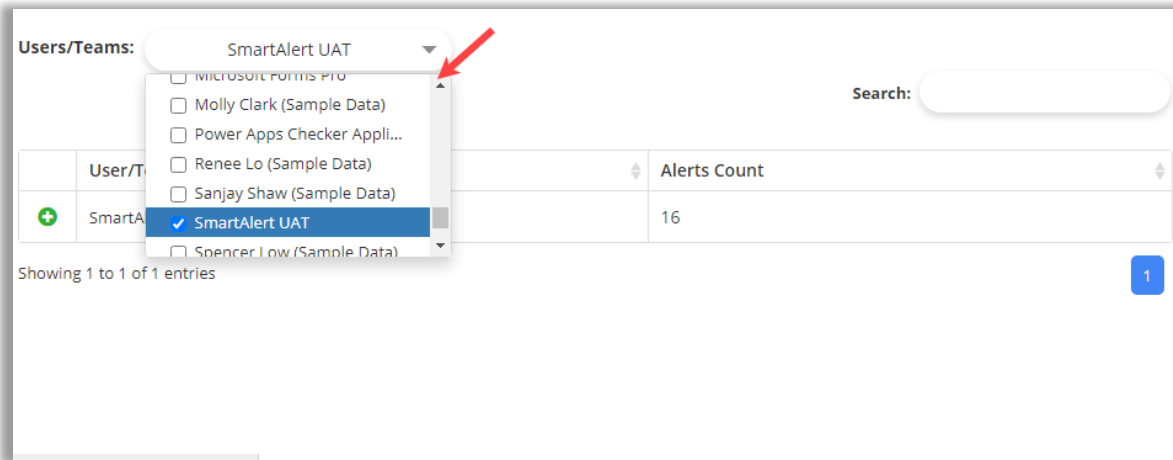 Users/Teams: SmartAlert UAT
Microsoft Forms Pro
Molly Clark (Sample Data)
Search:
Power Apps Checker Appli...
Renee Lo (Sample Data)
User/T
Alerts Count
Sanjay Shaw (Sample Data)
SmartA
SmartAlert UAT
16
Spencer Low (Sample Data)
Showing 1 to 1 of 1 entries
1